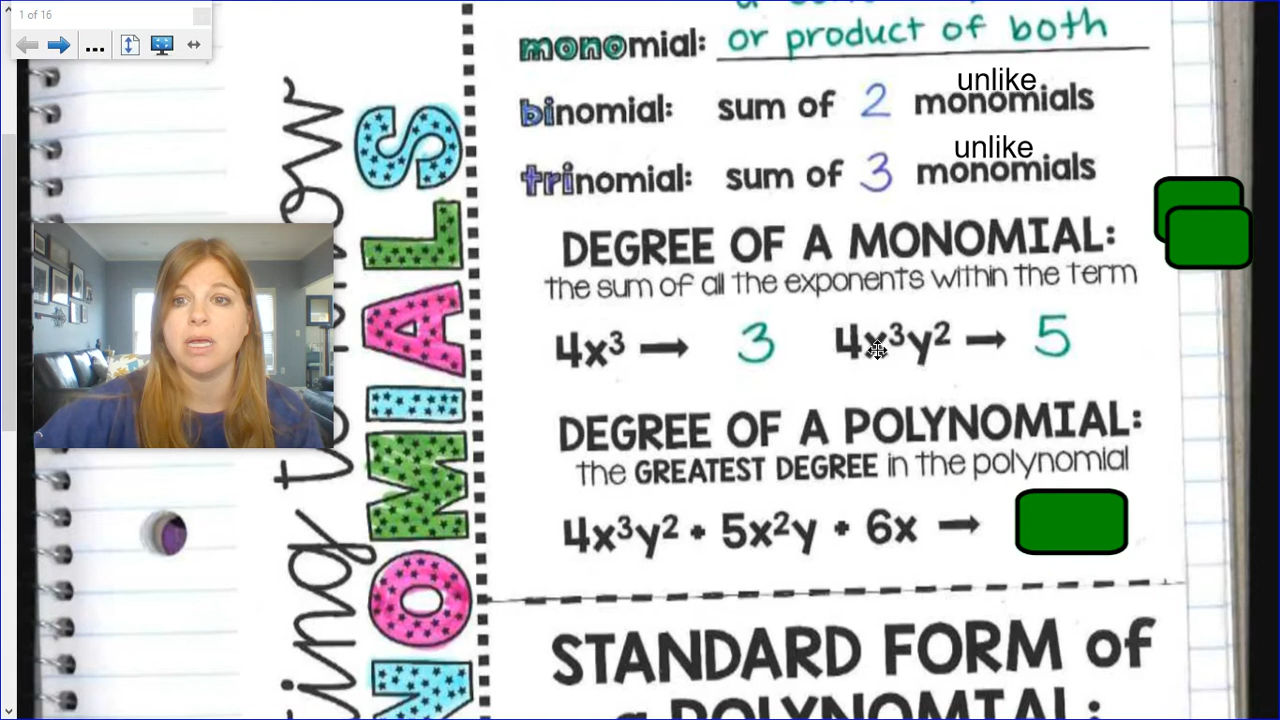 1 of 16
...
or product of both
monomial:
unlike
binomial: sum of 2 monomials
unlike
trinomial: sum of 3 monomials
DEGREE OF A MONOMIAL:
the sum of all the exponents within the term
4x³ → 3 4x³y² → 5
DEGREE OF A POLYNOMIAL:
the GREATEST DEGREE in the polynomial
4x³y² + 5x²y + 6x →
STANDARD FORM of
a POLYNOMIAL:
NOMIALS